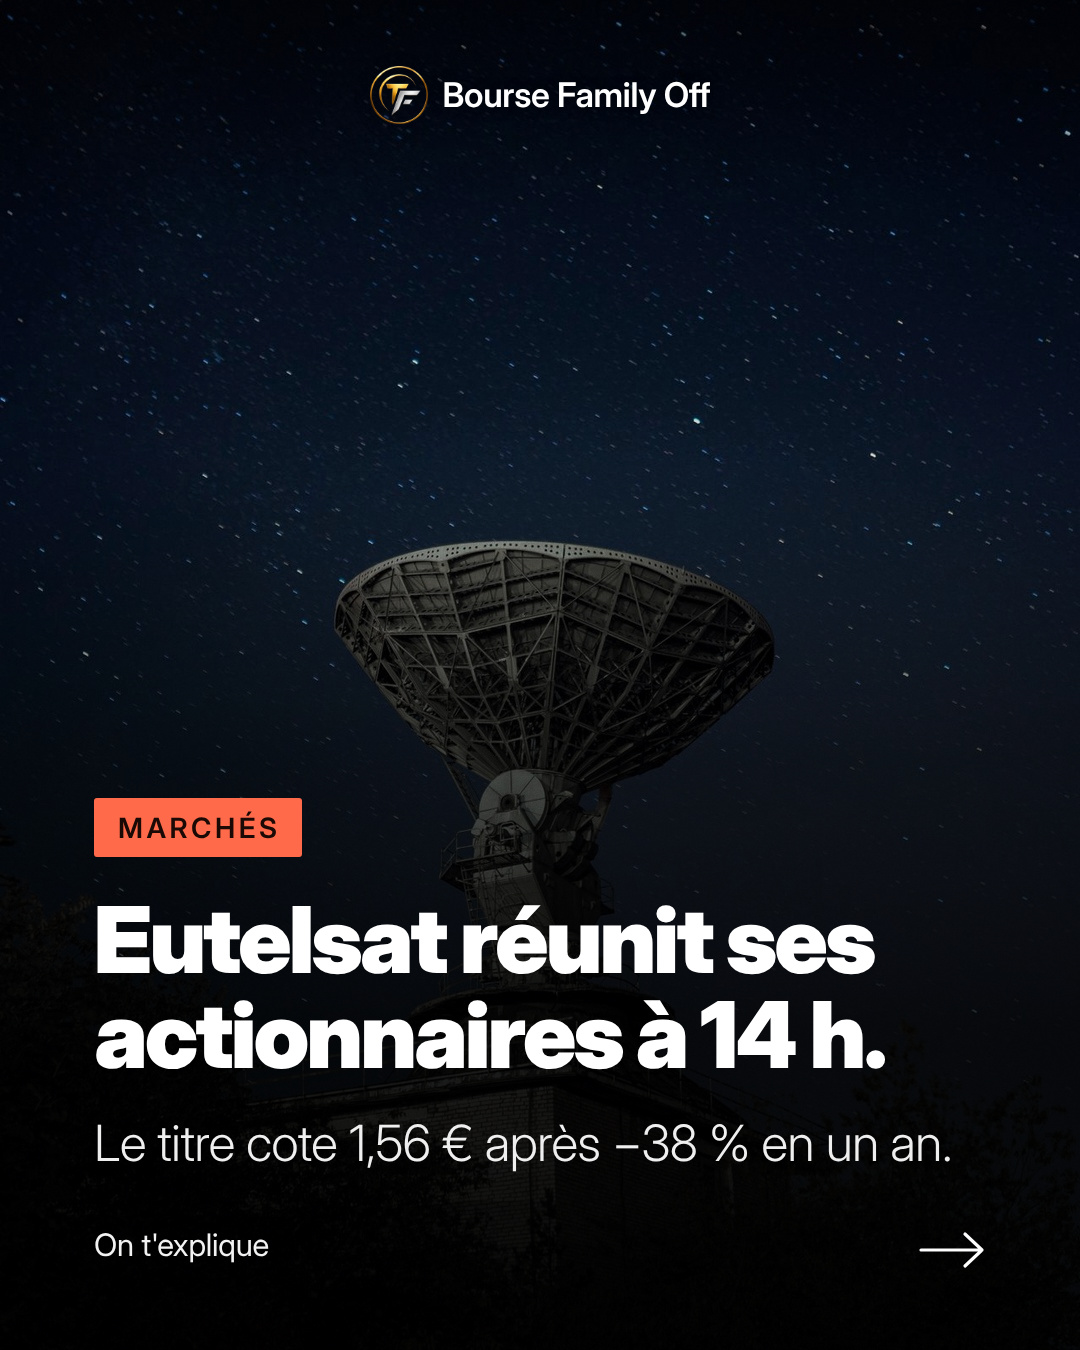 TF Bourse Family Off
MARCHÉS
Eutelsat réunit ses
actionnaires à 14 h.
Le titre cote 1,56 € après −38 % en un an.
On t'explique